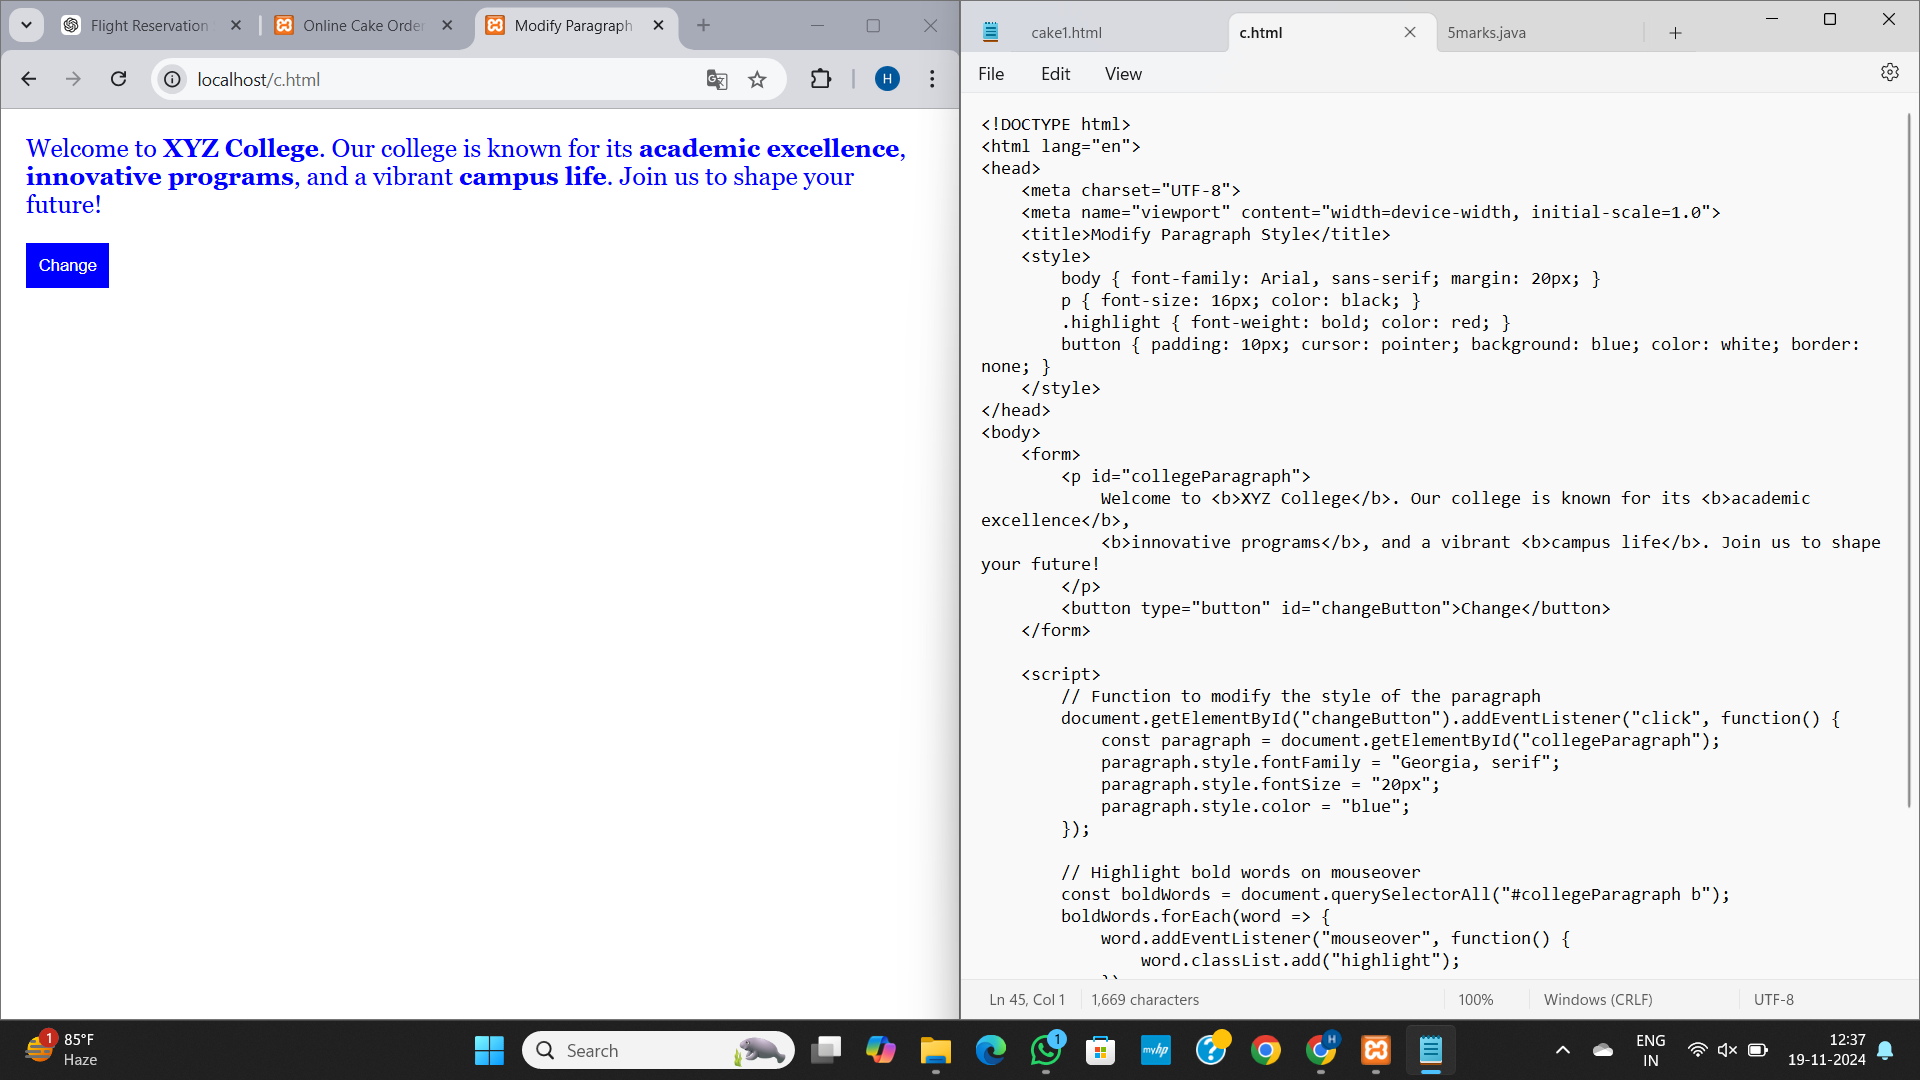 Flight Reservation
Online Cake Order
Modify Paragraph
localhost/c.html
H
Welcome to XYZ College. Our college is known for its academic excellence,
innovative programs, and a vibrant campus life. Join us to shape your
future!
Change
cake1.html
c.html
5marks.java
File
Edit
View
<!DOCTYPE html>
<html lang="en">
<head>
    <meta charset="UTF-8">
    <meta name="viewport" content="width=device-width, initial-scale=1.0">
    <title>Modify Paragraph Style</title>
    <style>
        body { font-family: Arial, sans-serif; margin: 20px; }
        p { font-size: 16px; color: black; }
        .highlight { font-weight: bold; color: red; }
        button { padding: 10px; cursor: pointer; background: blue; color: white; border:
none; }
    </style>
</head>
<body>
    <form>
        <p id="collegeParagraph">
            Welcome to <b>XYZ College</b>. Our college is known for its <b>academic
excellence</b>,
            <b>innovative programs</b>, and a vibrant <b>campus life</b>. Join us to shape
your future!
        </p>
        <button type="button" id="changeButton">Change</button>
    </form>
    <script>
        // Function to modify the style of the paragraph
        document.getElementById("changeButton").addEventListener("click", function() {
            const paragraph = document.getElementById("collegeParagraph");
            paragraph.style.fontFamily = "Georgia, serif";
            paragraph.style.fontSize = "20px";
            paragraph.style.color = "blue";
        });
        // Highlight bold words on mouseover
        const boldWords = document.querySelectorAll("#collegeParagraph b");
        boldWords.forEach(word => {
            word.addEventListener("mouseover", function() {
                word.classList.add("highlight");
Ln 45, Col 1
1,669 characters
100%
Windows (CRLF)
UTF-8
1
85°F
Haze
Search
1
myhp
H
ENG
IN
12:37
19-11-2024